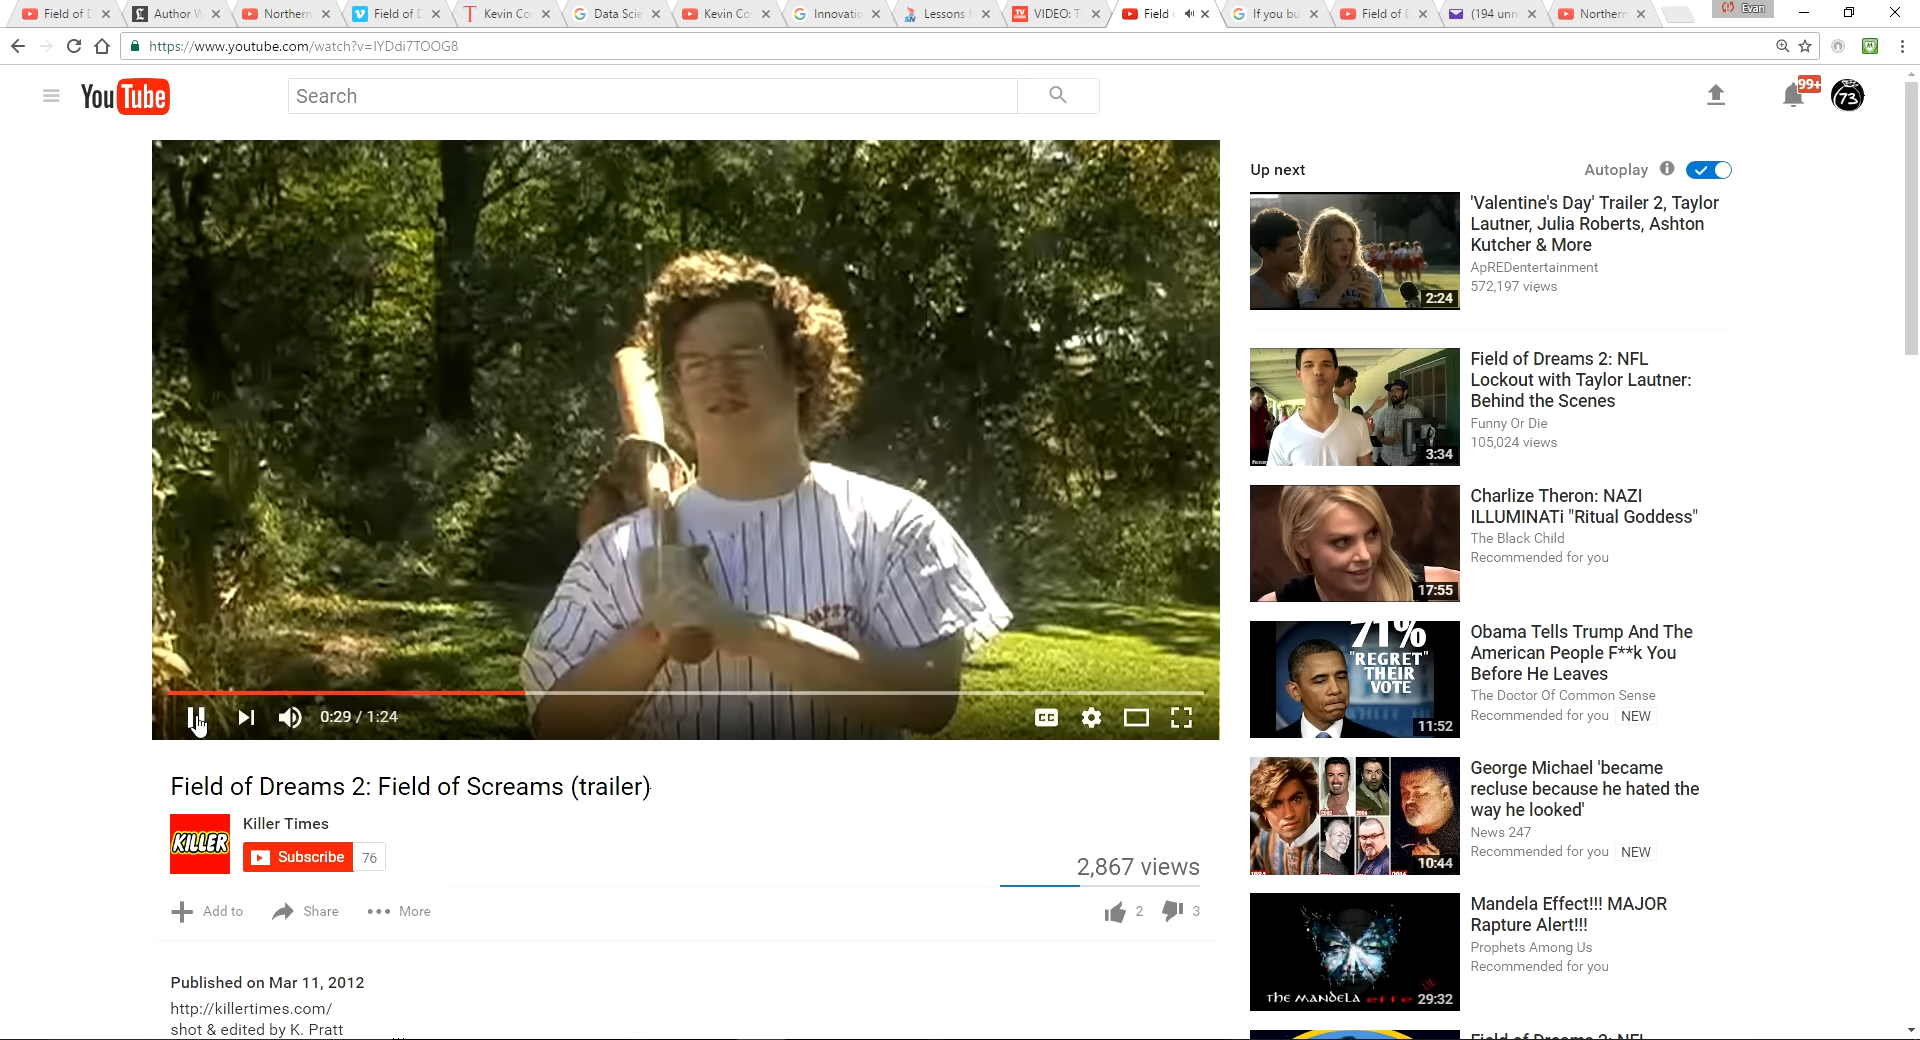 Field of D
Author W
Northern
Field of D
Kevin Co
Data Scie
Kevin Co
Innovatio
Lessons f
VIDEO: T
Field
If you bu
Field of D
(194 unre
Northern
Evan
https://www.youtube.com/watch?v=IYDdi7TOOG8
YouTube
Search
99+
73
0:29 / 1:24
CC
Field of Dreams 2: Field of Screams (trailer)
KILLER
Killer Times
Subscribe 76
2,867 views
Add to Share More
2 3
Published on Mar 11, 2012
http://killertimes.com/
shot & edited by K. Pratt
Up next
Autoplay
2:24
'Valentine's Day' Trailer 2, Taylor
Lautner, Julia Roberts, Ashton
Kutcher & More
ApREDentertainment
572,197 views
3:34
Field of Dreams 2: NFL
Lockout with Taylor Lautner:
Behind the Scenes
Funny Or Die
105,024 views
17:55
Charlize Theron: NAZI
ILLUMINATi "Ritual Goddess"
The Black Child
Recommended for you
71%
"REGRET"
THEIR
VOTE
11:52
Obama Tells Trump And The
American People F**k You
Before He Leaves
The Doctor Of Common Sense
Recommended for you NEW
10:44
George Michael 'became
recluse because he hated the
way he looked'
News 247
Recommended for you NEW
THE MANDELA effe
29:32
Mandela Effect!!! MAJOR
Rapture Alert!!!
Prophets Among Us
Recommended for you
Field of Dreams 2: NFL